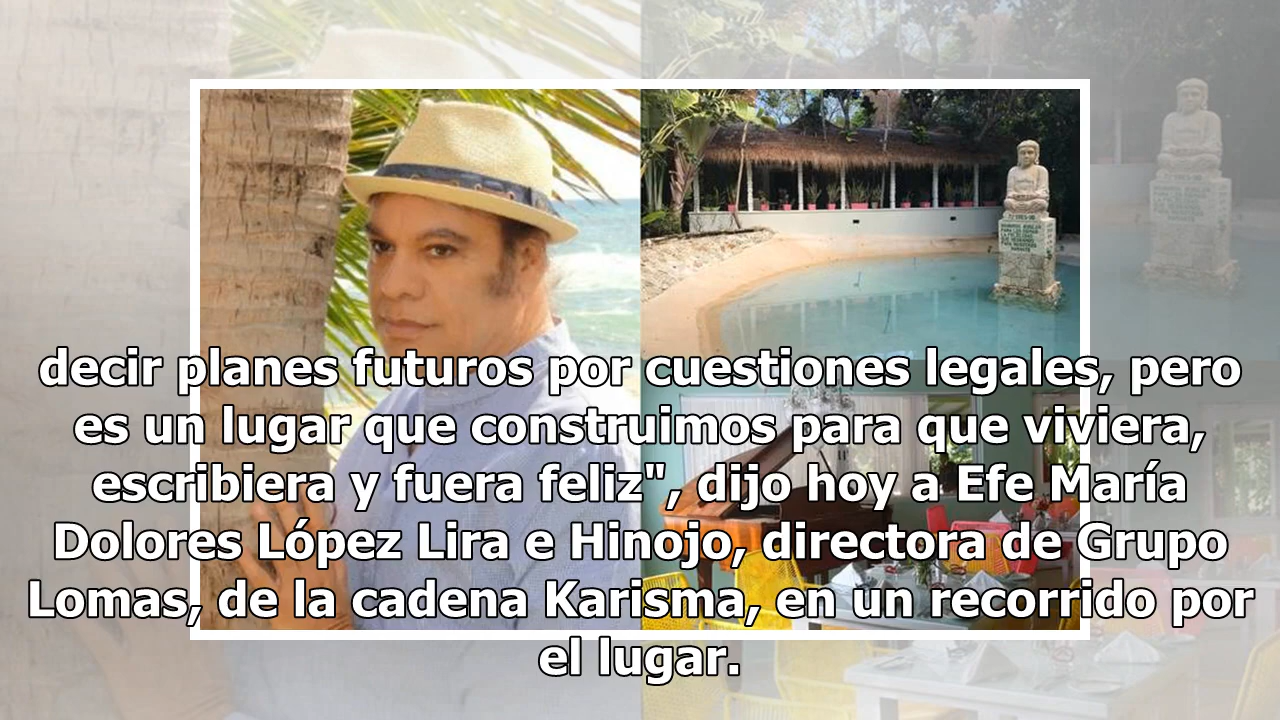 decir planes futuros por cuestiones legales, pero
es un lugar que construimos para que viviera,
escribiera y fuera feliz", dijo hoy a Efe María
Dolores López Lira e Hinojo, directora de Grupo
Lomas, de la cadena Karisma, en un recorrido por
el lugar.